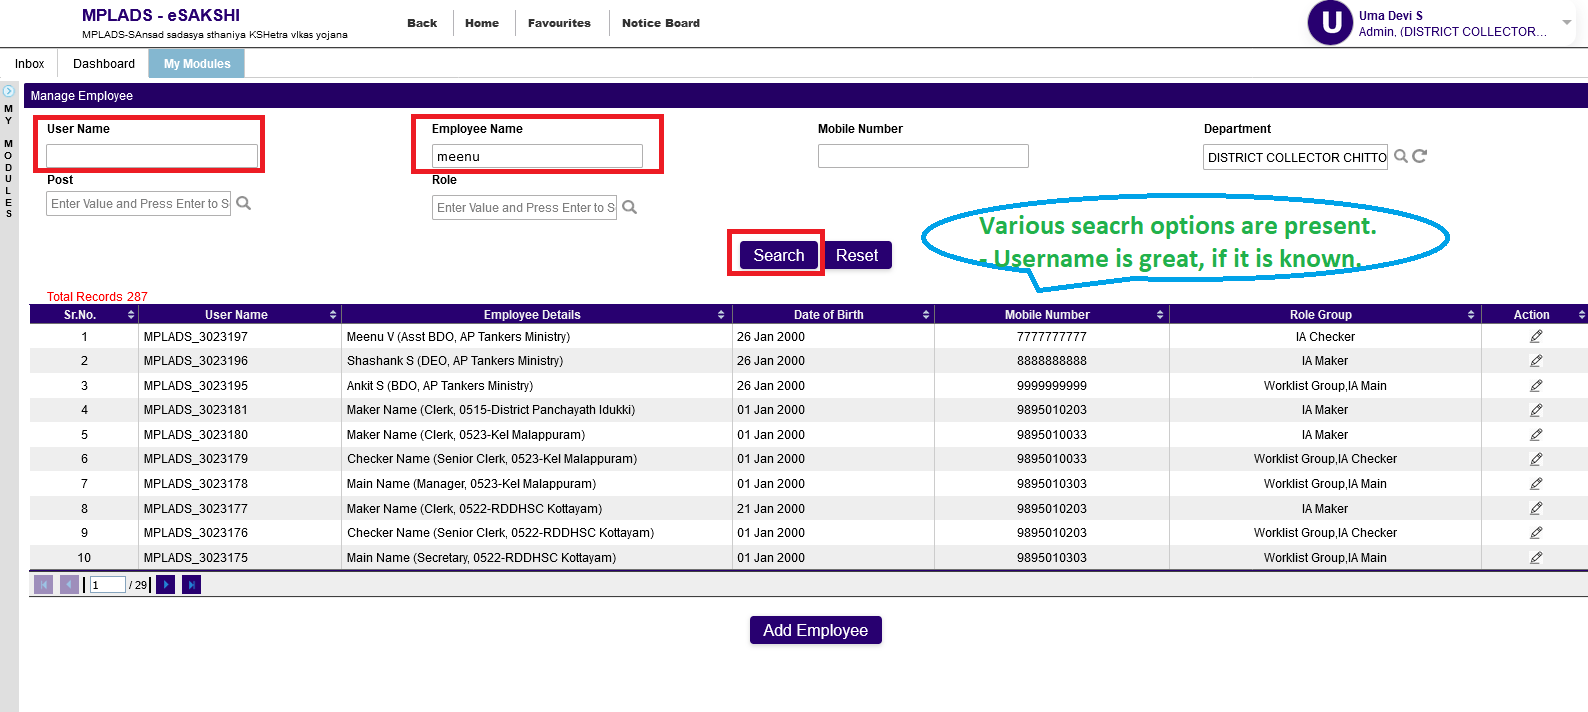 MPLADS - eSAKSHI
MPLADS-SAnsad sadasya sthaniya KSHetra vIkas yojana
Back Home Favourites Notice Board
U
Uma Devi S
Admin, (DISTRICT COLLECTOR...
Inbox Dashboard My Modules
MY MODULES
Manage Employee
User Name Employee Name Mobile Number Department
meenu DISTRICT COLLECTOR CHITTO
Post Role
Enter Value and Press Enter to S Enter Value and Press Enter to S
Various seacrh options are present.
- Username is great, if it is known.
Search Reset
Total Records 287
Sr.No. User Name Employee Details Date of Birth Mobile Number Role Group Action
1 MPLADS_3023197 Meenu V (Asst BDO, AP Tankers Ministry) 26 Jan 2000 7777777777 IA Checker
2 MPLADS_3023196 Shashank S (DEO, AP Tankers Ministry) 26 Jan 2000 8888888888 IA Maker
3 MPLADS_3023195 Ankit S (BDO, AP Tankers Ministry) 26 Jan 2000 9999999999 Worklist Group,IA Main
4 MPLADS_3023181 Maker Name (Clerk, 0515-District Panchayath Idukki) 01 Jan 2000 9895010203 IA Maker
5 MPLADS_3023180 Maker Name (Clerk, 0523-Kel Malappuram) 01 Jan 2000 9895010033 IA Maker
6 MPLADS_3023179 Checker Name (Senior Clerk, 0523-Kel Malappuram) 01 Jan 2000 9895010033 Worklist Group,IA Checker
7 MPLADS_3023178 Main Name (Manager, 0523-Kel Malappuram) 01 Jan 2000 9895010033 Worklist Group,IA Main
8 MPLADS_3023177 Maker Name (Clerk, 0522-RDDHSC Kottayam) 21 Jan 2000 9895010203 IA Maker
9 MPLADS_3023176 Checker Name (Senior Clerk, 0522-RDDHSC Kottayam) 01 Jan 2000 9895010203 Worklist Group,IA Checker
10 MPLADS_3023175 Main Name (Secretary, 0522-RDDHSC Kottayam) 01 Jan 2000 9895010303 Worklist Group,IA Main
1 / 29
Add Employee